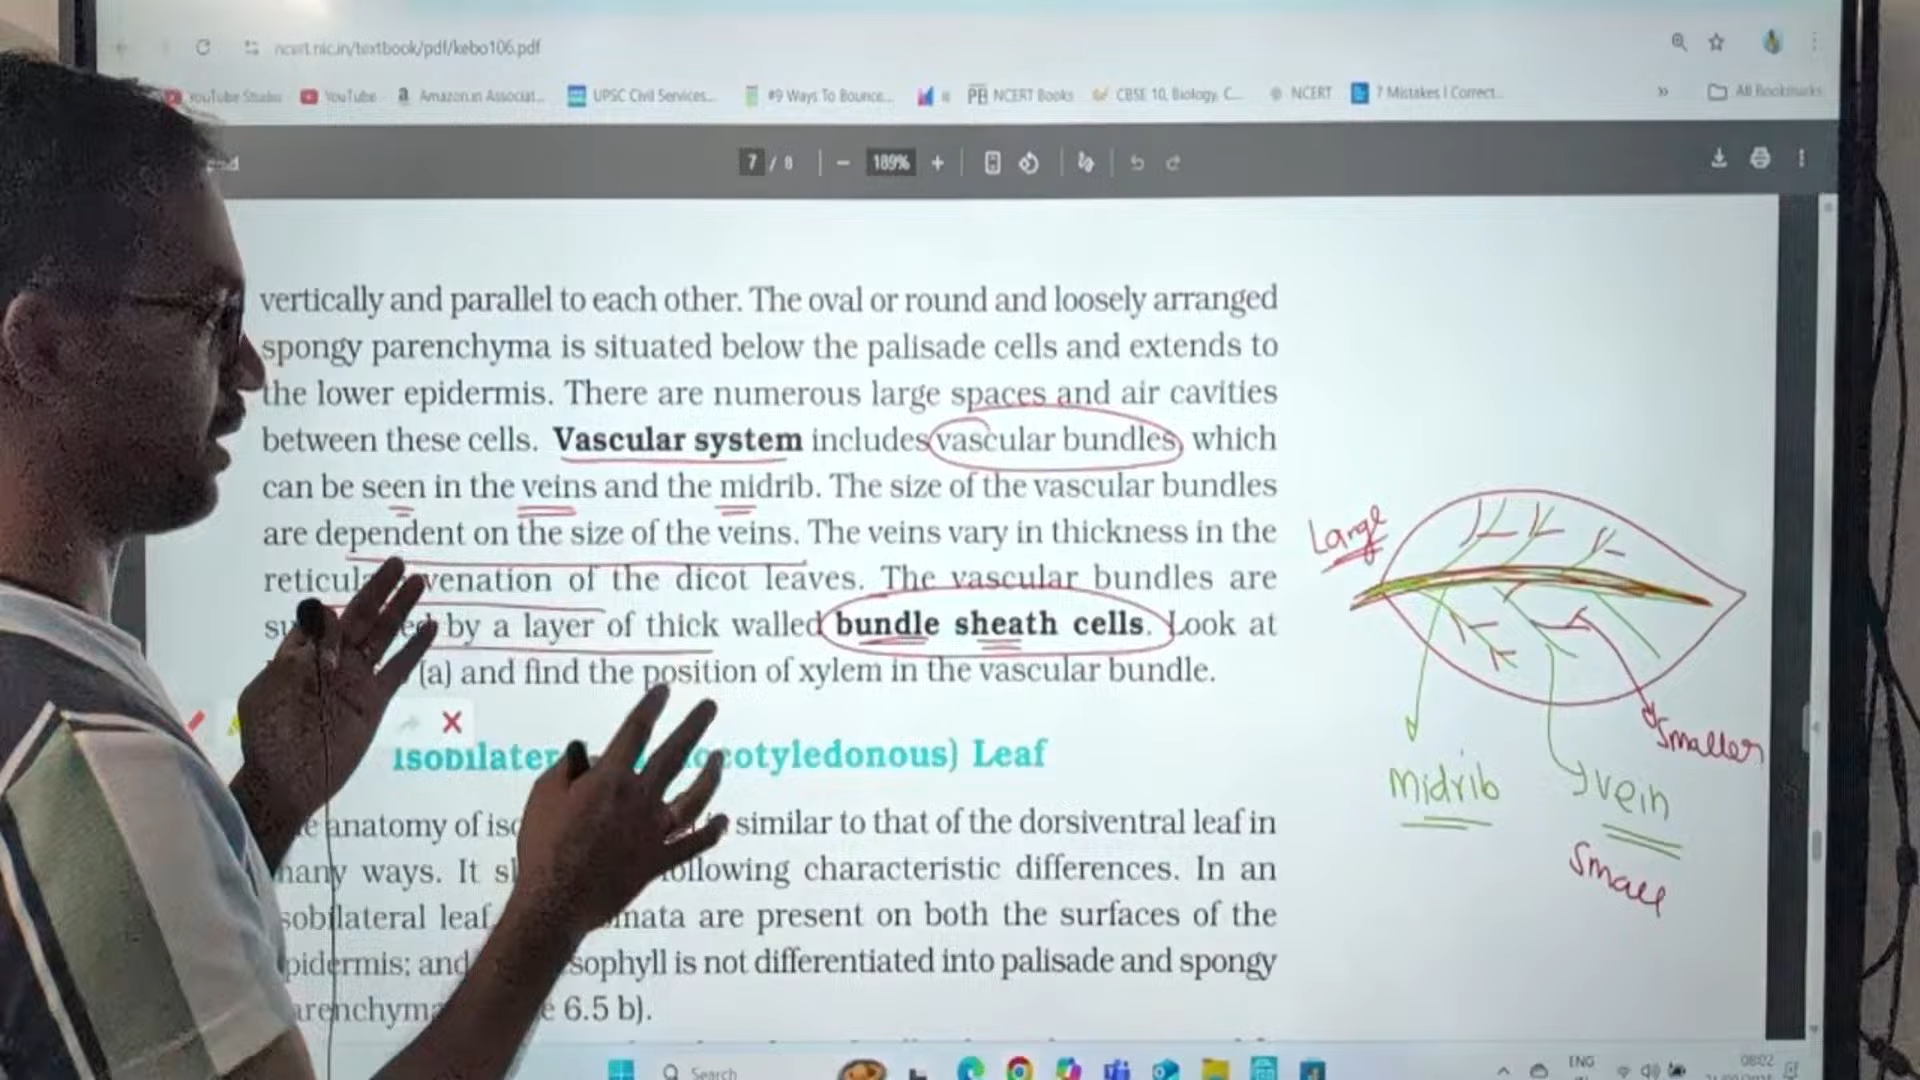 ncert.nic.in/textbook/pdf/kebo106.pdf
YouTube Studio YouTube Amazon.in Associat... UPSC Civil Services... #9 Ways To Bounce... NCERT Books CBSE 10, Biology, C... NCERT 7 Mistakes I Correct... » All Bookmarks
7 / 8 189%
vertically and parallel to each other. The oval or round and loosely arranged
spongy parenchyma is situated below the palisade cells and extends to
the lower epidermis. There are numerous large spaces and air cavities
between these cells. Vascular system includes vascular bundles, which
can be seen in the veins and the midrib. The size of the vascular bundles
are dependent on the size of the veins. The veins vary in thickness in the
venation of the dicot leaves. The vascular bundles are
by a layer of thick walled bundle sheath cells. Look at
(a) and find the position of xylem in the vascular bundle.
Large
Smaller
Midrib
Vein
Small
cotyledonous) Leaf
anatomy of similar to that of the dorsiventral leaf in
many ways. It characteristic differences. In an
leaf, are present on both the surfaces of the
and is not differentiated into palisade and spongy
6.5 b).
Search
ENG
08:02